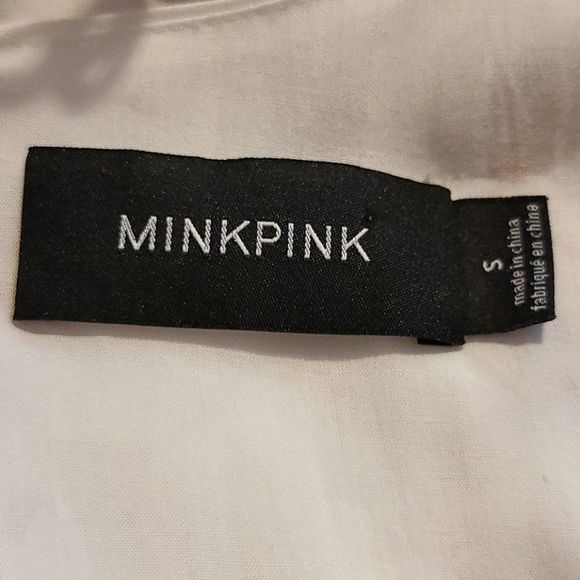 MINKPINK
S
made in china
fabriqué en chine